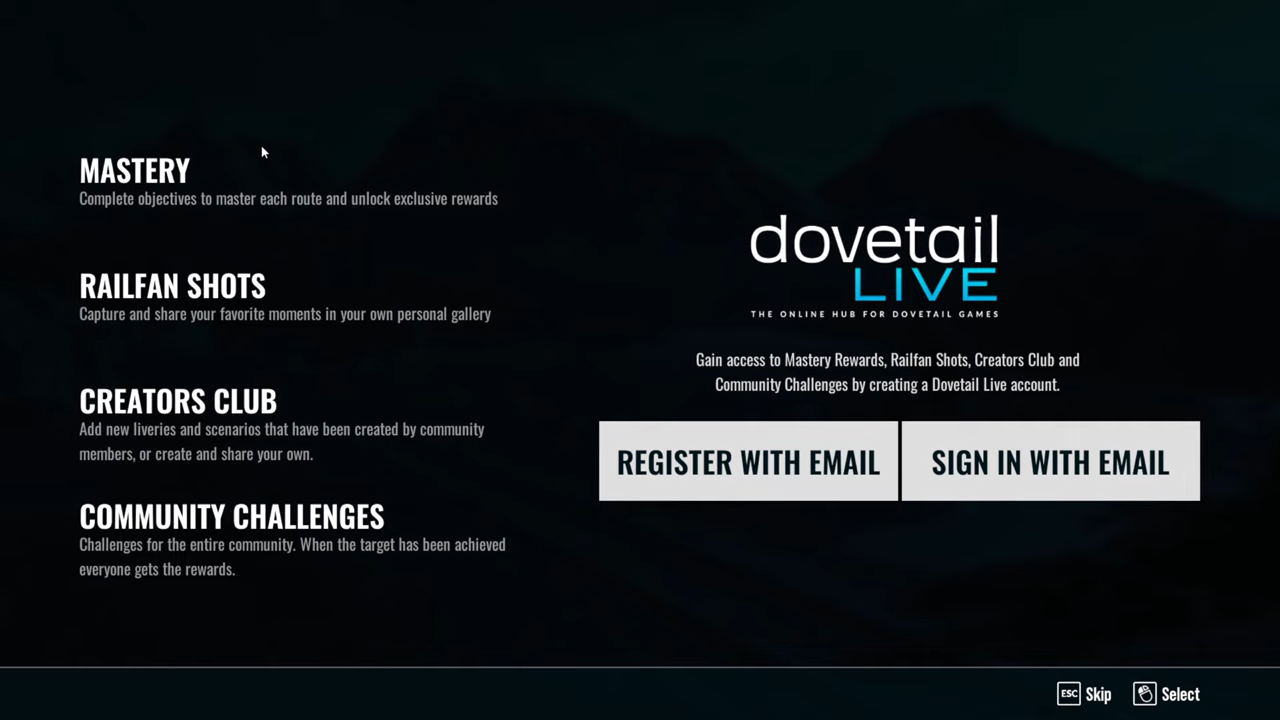 MASTERY
Complete objectives to master each route and unlock exclusive rewards
RAILFAN SHOTS
Capture and share your favorite moments in your own personal gallery
CREATORS CLUB
Add new liveries and scenarios that have been created by community
members, or create and share your own.
COMMUNITY CHALLENGES
Challenges for the entire community. When the target has been achieved
everyone gets the rewards.
dovetail
LIVE
THE ONLINE HUB FOR DOVETAIL GAMES
Gain access to Mastery Rewards, Railfan Shots, Creators Club and
Community Challenges by creating a Dovetail Live account.
REGISTER WITH EMAIL
SIGN IN WITH EMAIL
ESC Skip
Select